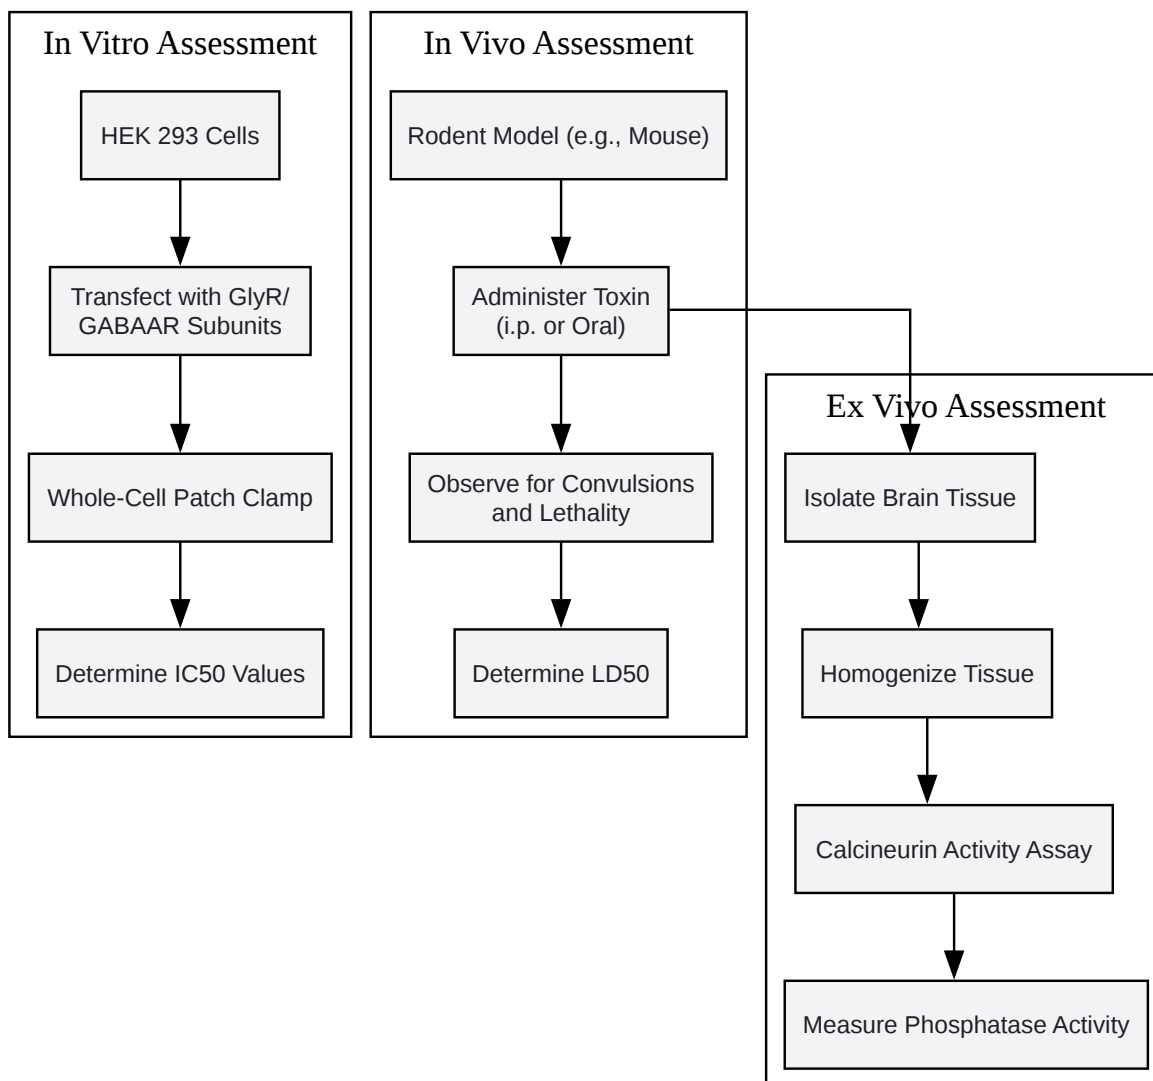 In Vitro Assessment
HEK 293 Cells
Transfect with GlyR/
GABAAR Subunits
Whole-Cell Patch Clamp
Determine IC50 Values
In Vivo Assessment
Rodent Model (e.g., Mouse)
Administer Toxin
(i.p. or Oral)
Observe for Convulsions
and Lethality
Determine LD50
Ex Vivo Assessment
Isolate Brain Tissue
Homogenize Tissue
Calcineurin Activity Assay
Measure Phosphatase Activity